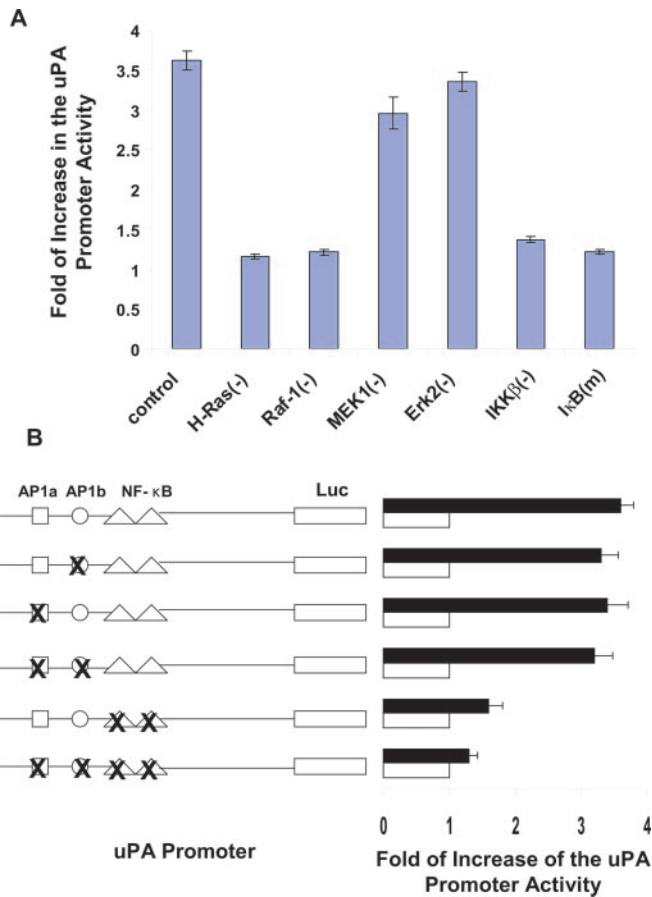 A
Fold of Increase in the uPA
Promoter Activity
4
3.5
3
2.5
2
1.5
1
0.5
0
control
H-Ras(-)
Raf-1(-)
MEK1(-)
Erk2(-)
IKKβ(-)
IκB(m)
B
AP1a AP1b NF- κB Luc
X
X
X X
X X
X X X X
0 1 2 3 4
uPA Promoter
Fold of Increase of the uPA
Promoter Activity